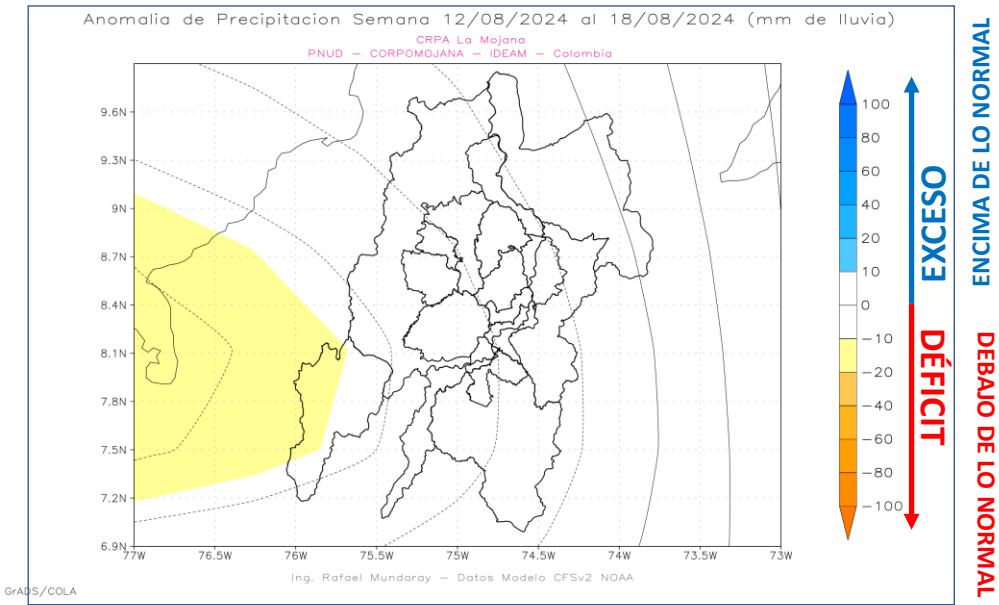 Anomalia de Precipitacion Semana 12/08/2024 al 18/08/2024 (mm de lluvia)
CRPA La Mojana
PNUD – CORPOMOJANA – IDEAM – Colombia
9.6N
9.3N
9N
8.7N
8.4N
8.1N
7.8N
7.5N
7.2N
6.9N
77W
76.5W
76W
75.5W
75W
74.5W
74W
73.5W
73W
100
80
60
40
20
10
0
−10
−20
−40
−60
−80
−100
EXCESO
DÉFICIT
ENCIMA DE LO NORMAL
DEBAJO DE LO NORMAL
Ing. Rafael Mundaray – Datos Modelo CFSv2 NOAA
GrADS/COLA